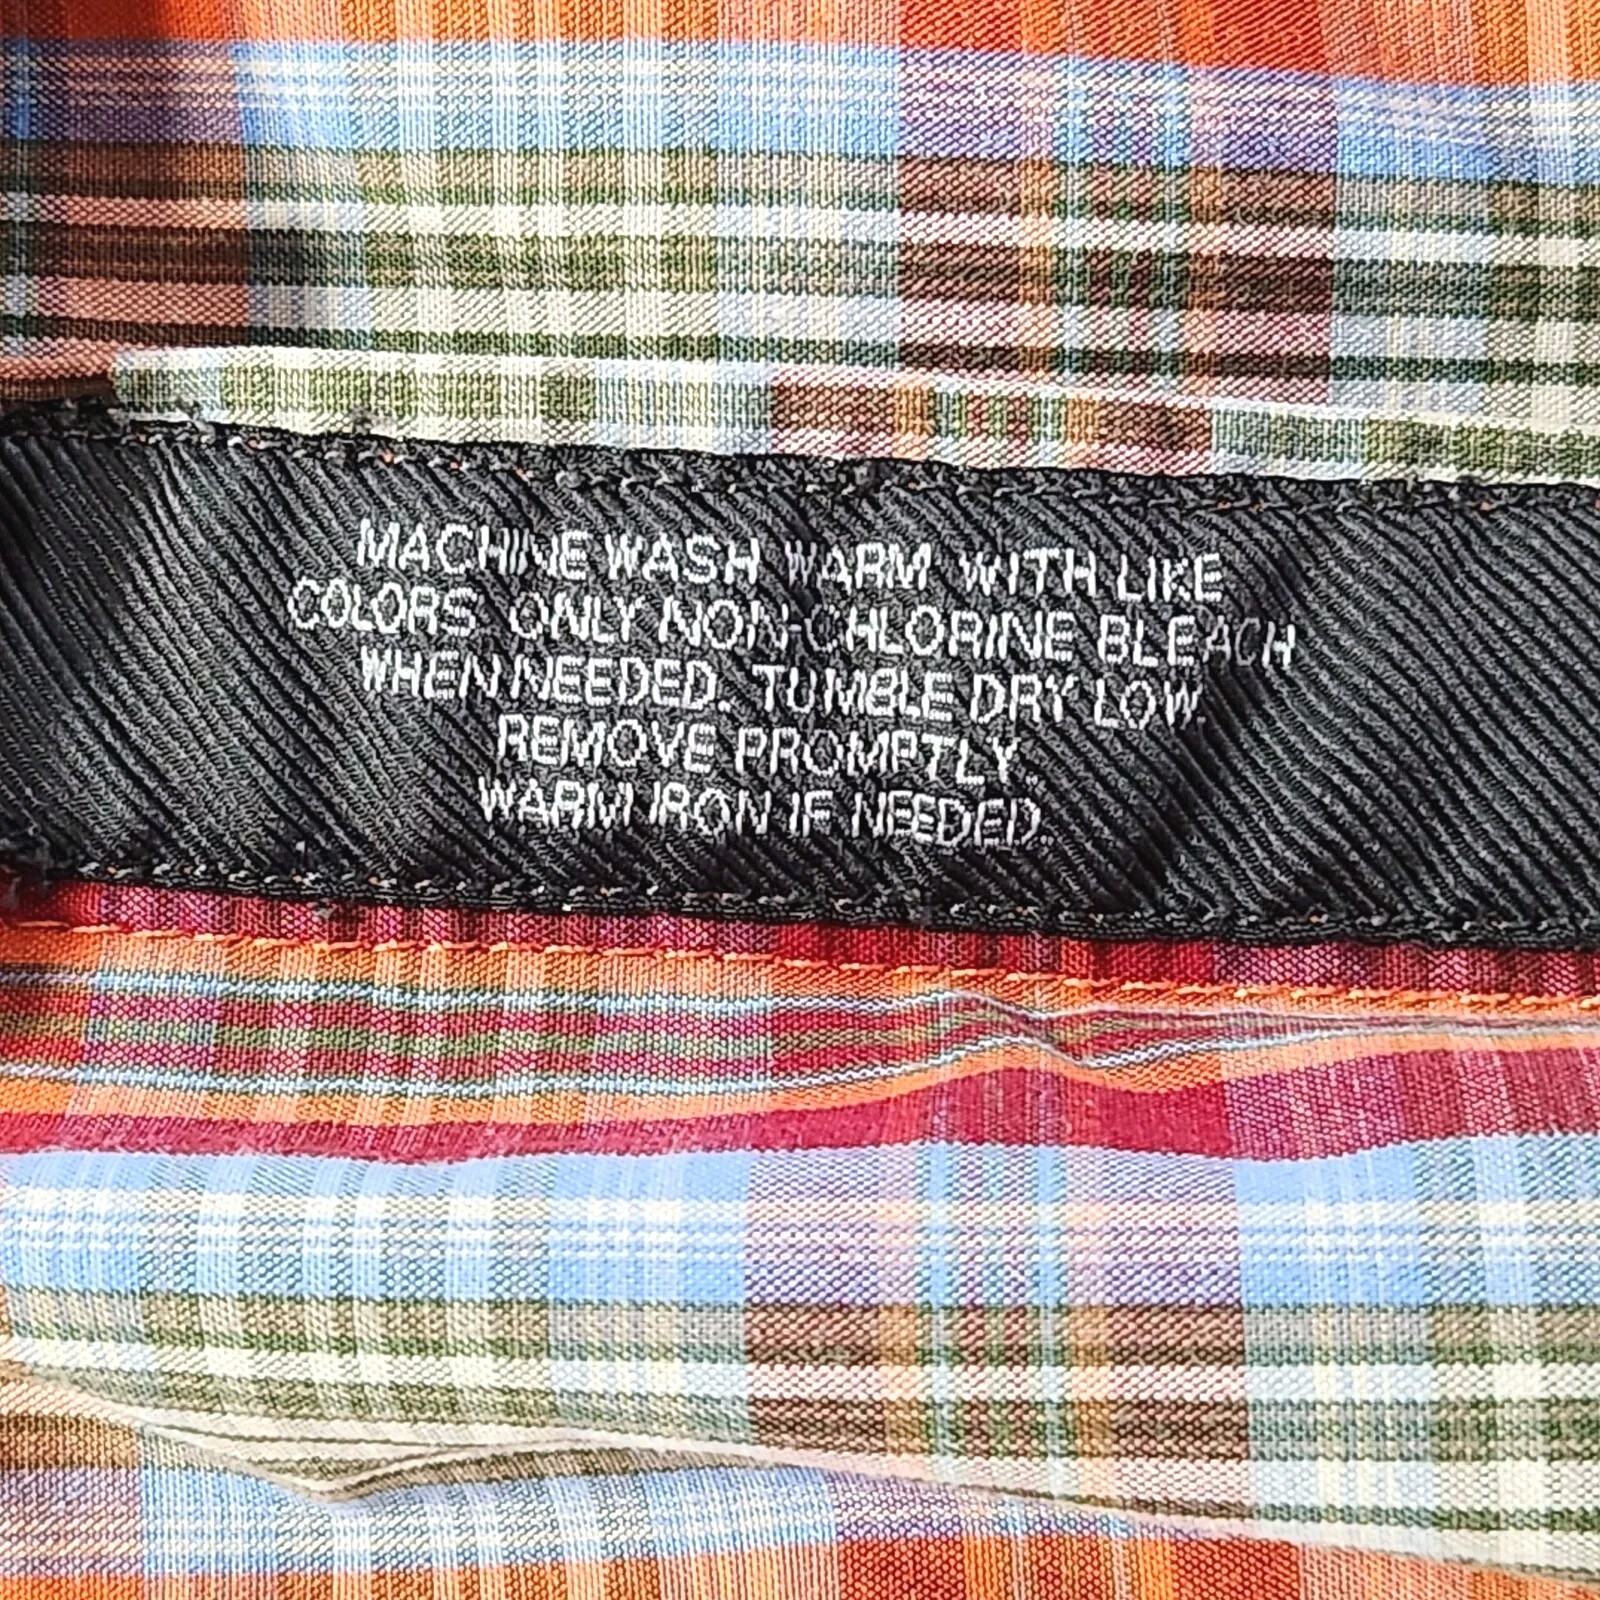 MACHINE WASH WARM WITH LIKE
COLORS. ONLY NON-CHLORINE BLEACH
WHEN NEEDED. TUMBLE DRY LOW.
REMOVE PROMPTLY.
WARM IRON IF NEEDED.